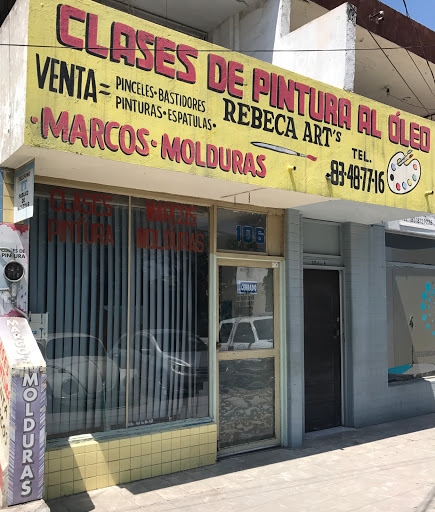 CLASES DE PINTURA AL ÓLEO
VENTA=
PINCELES·BASTIDORES
PINTURAS·ESPATULAS·
REBECA ART's
·MARCOS·MOLDURAS
TEL.
·83·48·77·16
CLASES
PINTURA
MOLDURAS
106
CERRADO
MOLDURAS